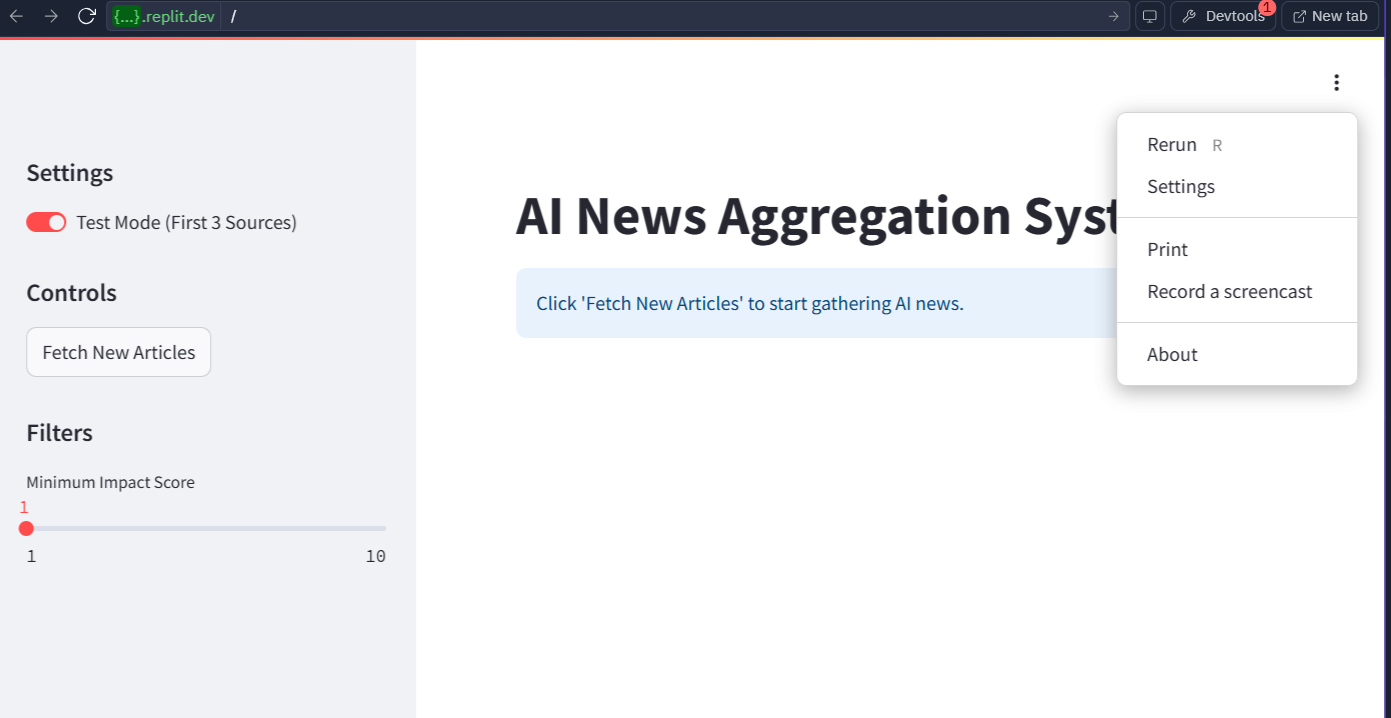 {...}.replit.dev /
Devtools 1
New tab
Settings
Test Mode (First 3 Sources)
Controls
Fetch New Articles
Filters
Minimum Impact Score
1
1 10
AI News Aggregation Syst
Click 'Fetch New Articles' to start gathering AI news.
Rerun R
Settings
Print
Record a screencast
About